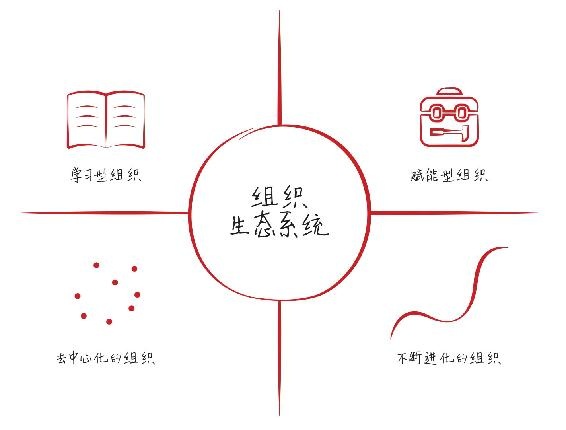 学习型组织
赋能型组织
组织
生态系统
去中心化的组织
不断进化的组织